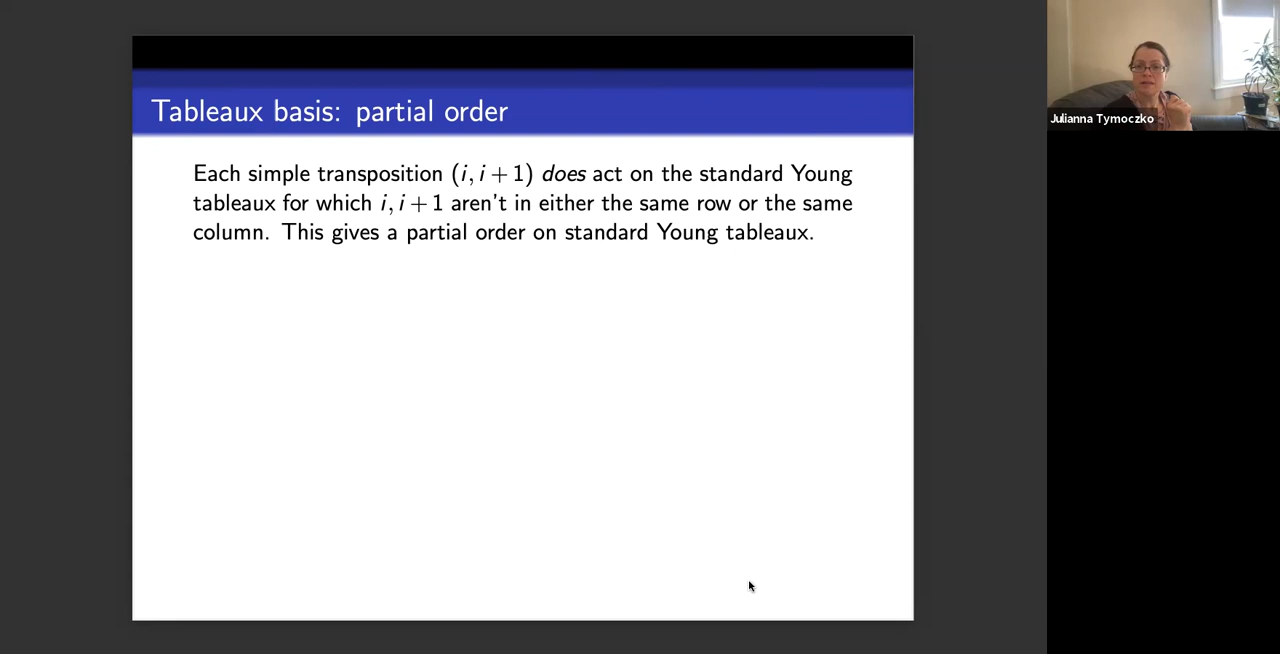 Tableaux basis: partial order
Each simple transposition (i, i + 1) does act on the standard Young
tableaux for which i, i + 1 aren't in either the same row or the same
column. This gives a partial order on standard Young tableaux.
Julianna Tymoczko